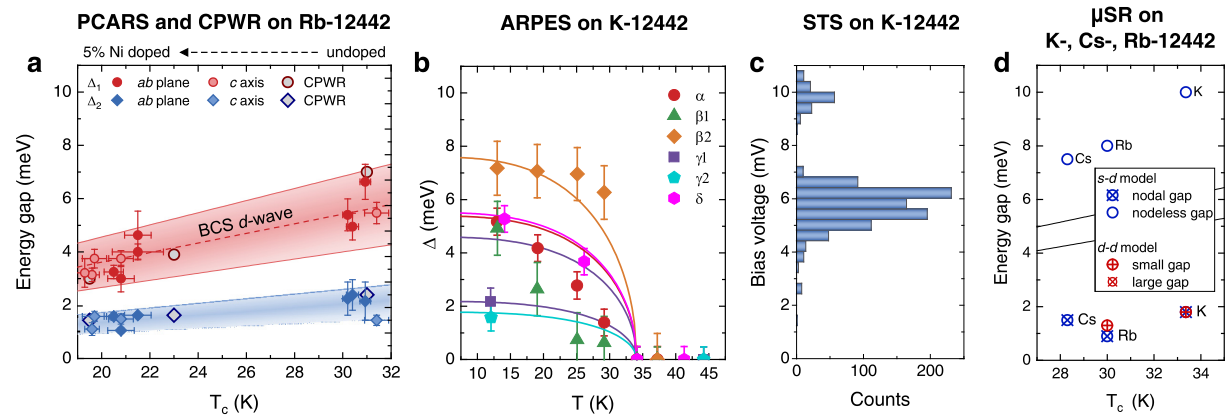 PCARS and CPWR on Rb-12442
5% Ni doped
undoped
a
Δ₁
ab plane
c axis
CPWR
Δ₂
ab plane
c axis
CPWR
BCS d-wave
Energy gap (meV)
10
8
6
4
2
0
20
22
24
26
28
30
32
T_c (K)
ARPES on K-12442
b
α
β1
β2
γ1
γ2
δ
Δ (meV)
10
8
6
4
2
0
10
15
20
25
30
35
40
45
T (K)
STS on K-12442
c
Bias voltage (mV)
10
8
6
4
2
0
0
100
200
Counts
μSR on
K-, Cs-, Rb-12442
d
K
Rb
Cs
s-d model
nodal gap
nodeless gap
d-d model
small gap
large gap
Cs
Rb
K
Energy gap (meV)
10
8
6
4
2
0
28
30
32
34
T_c (K)